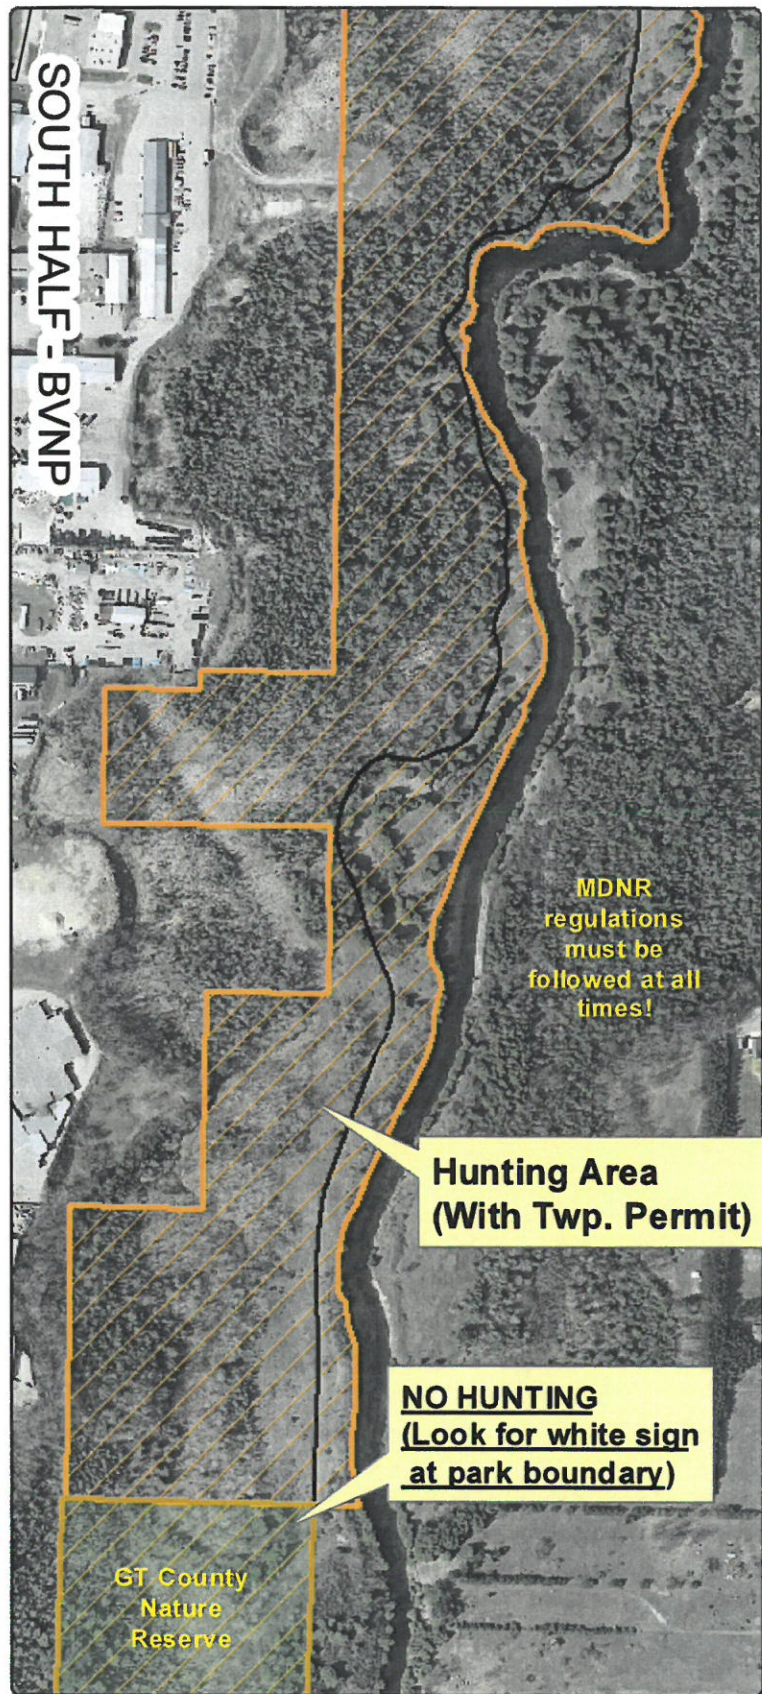 SOUTH HALF - BVNP
MDNR
regulations
must be
followed at all
times!
Hunting Area
(With Twp. Permit)
NO HUNTING
(Look for white sign
at park boundary)
GT County
Nature
Reserve